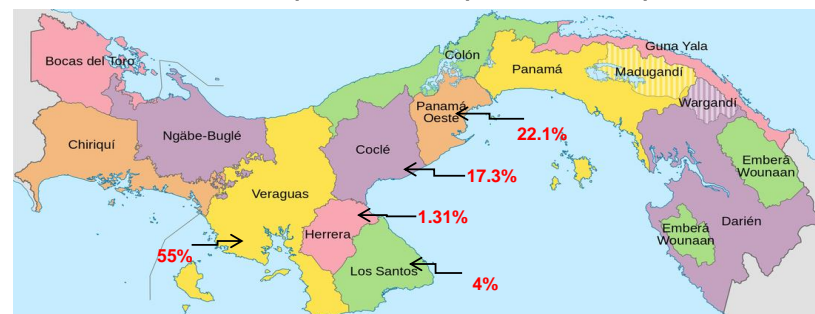 Colón
Guna Yala
Bocas del Toro
Panamá
Madugandí
Wargandí
Panamá
Oeste
22.1%
Ngäbe-Buglé
Chiriquí
Coclé
Emberá
Wounaan
17.3%
Veraguas
1.31%
Herrera
Darién
Emberá
Wounaan
55%
Los Santos
4%